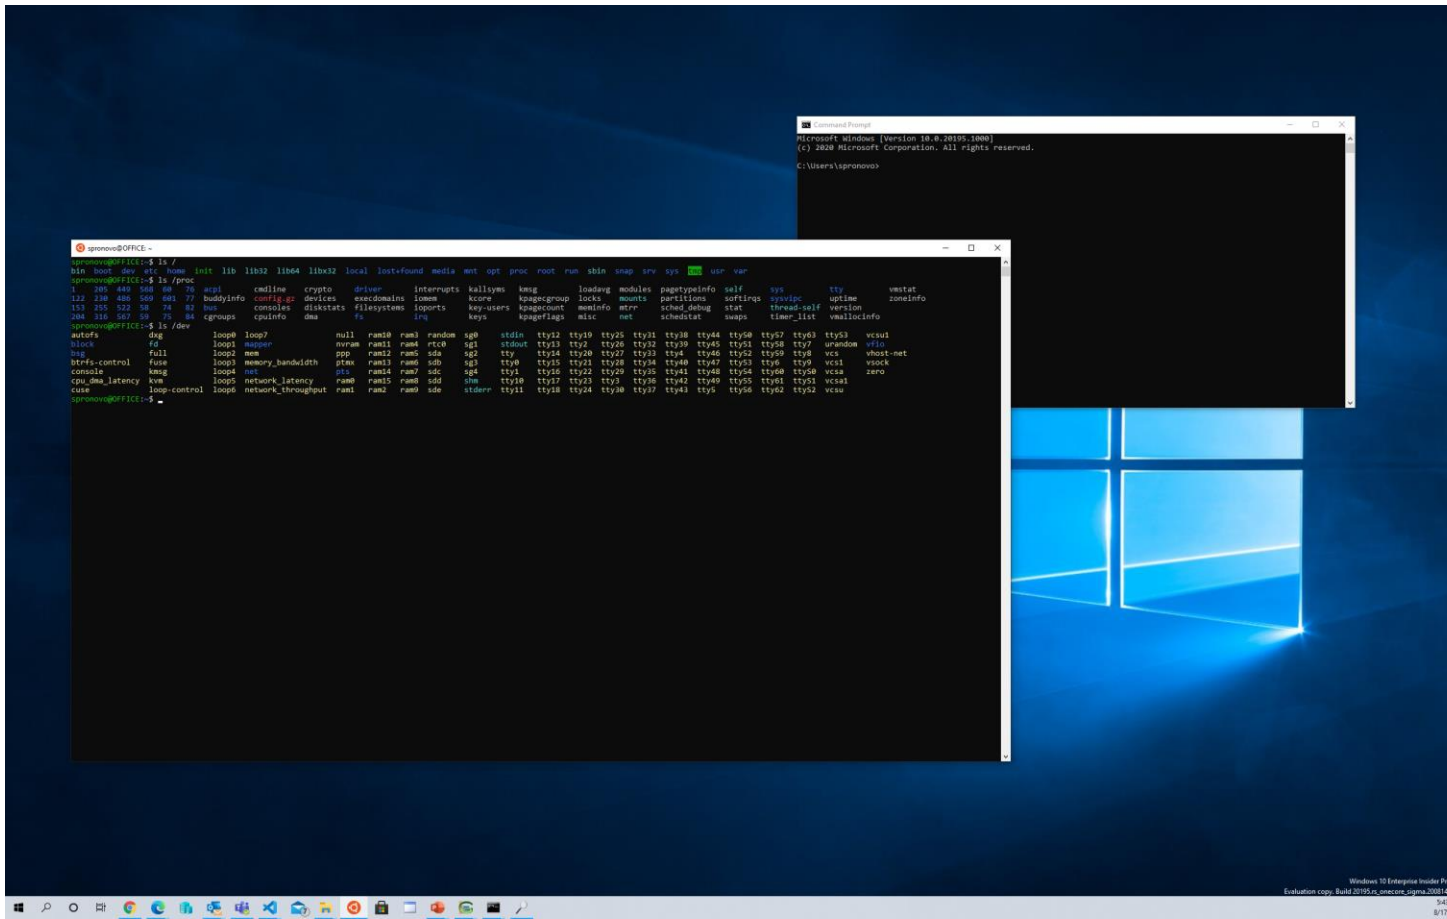 Command Prompt
Microsoft Windows [Version 10.0.20195.1000]
(c) 2020 Microsoft Corporation. All rights reserved.
C:\Users\spronovo>
spronovo@OFFICE: ~
spronovo@OFFICE:~$ ls /
bin boot dev etc home init lib lib32 lib64 libx32 local lost+found media mnt opt proc root run sbin snap srv sys tmp usr var
spronovo@OFFICE:~$ ls /proc
1 205 449 568 60 76 acpi cmdline crypto driver interrupts kallsyms kmsg loadavg modules pagetypeinfo self sys tty vmstat
122 230 486 569 601 77 buddyinfo config.gz devices execdomains iomem kcore kpagecgroup locks mounts partitions softirqs sysvipc uptime zoneinfo
153 255 522 58 74 82 bus consoles diskstats filesystems ioports key-users kpagecount meminfo mtrr sched_debug stat thread-self version
204 316 567 59 75 84 cgroups cpuinfo dma fs irq keys kpageflags misc net schedstat swaps timer_list vmallocinfo
spronovo@OFFICE:~$ ls /dev
autofs dxg loop0 loop7 null ram10 ram3 random sg0 stdin tty12 tty19 tty25 tty31 tty38 tty44 tty50 tty57 tty63 ttyS3 vcsu1
block fd loop1 mapper nvram ram11 ram4 rtc0 sg1 stdout tty13 tty2 tty26 tty32 tty39 tty45 tty51 tty58 tty7 urandom vfio
bsg full loop2 mem ppp ram12 ram5 sda sg2 tty tty14 tty20 tty27 tty33 tty4 tty46 tty52 tty59 tty8 vcs vhost-net
btrfs-control fuse loop3 memory_bandwidth ptmx ram13 ram6 sdb sg3 tty0 tty15 tty21 tty28 tty34 tty40 tty47 tty53 tty6 tty9 vcs1 vsock
console kmsg loop4 net pts ram14 ram7 sdc sg4 tty1 tty16 tty22 tty29 tty35 tty41 tty48 tty54 tty60 ttyS0 vcsa zero
cpu_dma_latency kvm loop5 network_latency ram0 ram15 ram8 sdd shm tty10 tty17 tty23 tty3 tty36 tty42 tty49 tty55 tty61 ttyS1 vcsa1
cuse loop-control loop6 network_throughput ram1 ram2 ram9 sde stderr tty11 tty18 tty24 tty30 tty37 tty43 tty5 tty56 tty62 ttyS2 vcsu
spronovo@OFFICE:~$ _
Windows 10 Enterprise Insider Pr
Evaluation copy. Build 20195.rs_onecore_sigma.200814
5:4
8/17